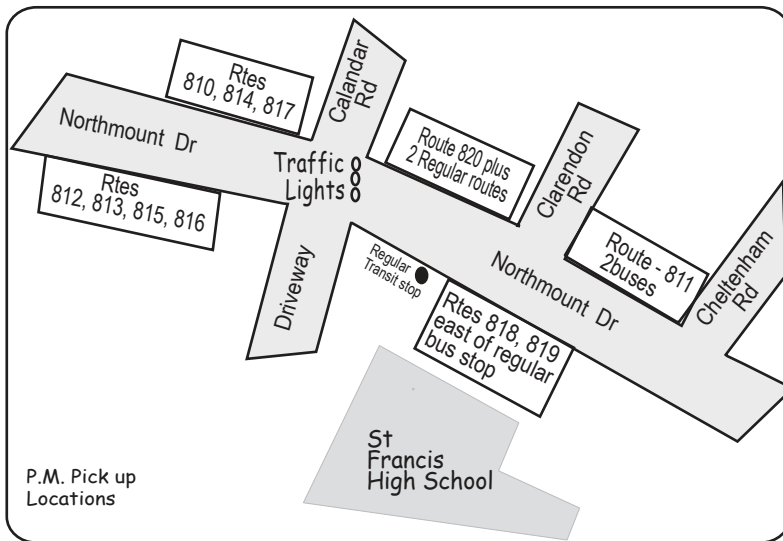 Rtes
810, 814, 817
Calandar
Rd
Northmount Dr
Traffic
Lights
Route 820 plus
2 Regular routes
Clarendon
Rd
Rtes
812, 813, 815, 816
Route - 811
2buses
Cheltenham
Rd
Driveway
Regular
Transit stop
Northmount Dr
Rtes 818, 819
east of regular
bus stop
St
Francis
High School
P.M. Pick up
Locations